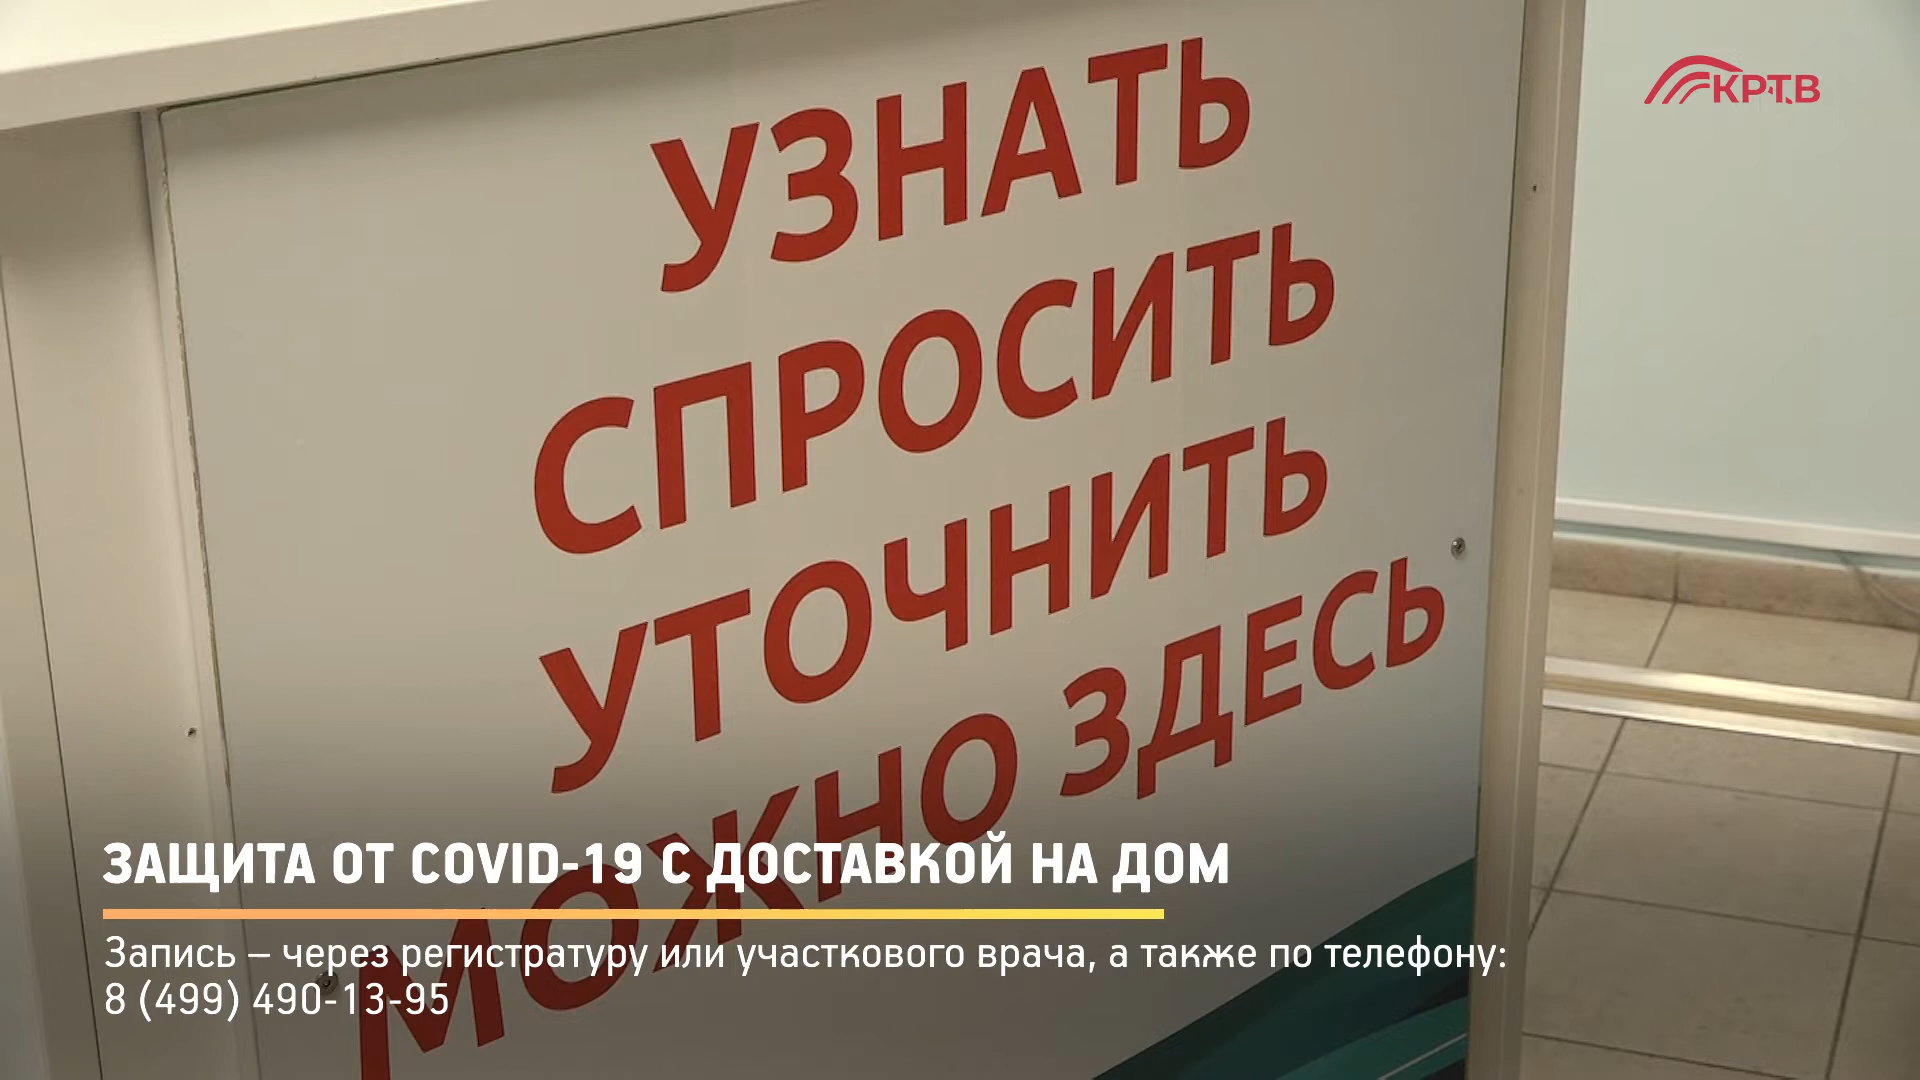 КРТВ
УЗНАТЬ
СПРОСИТЬ
УТОЧНИТЬ
МОЖНО ЗДЕСЬ
ЗАЩИТА ОТ COVID-19 С ДОСТАВКОЙ НА ДОМ
Запись – через регистратуру или участкового врача, а также по телефону:
8 (499) 490-13-95